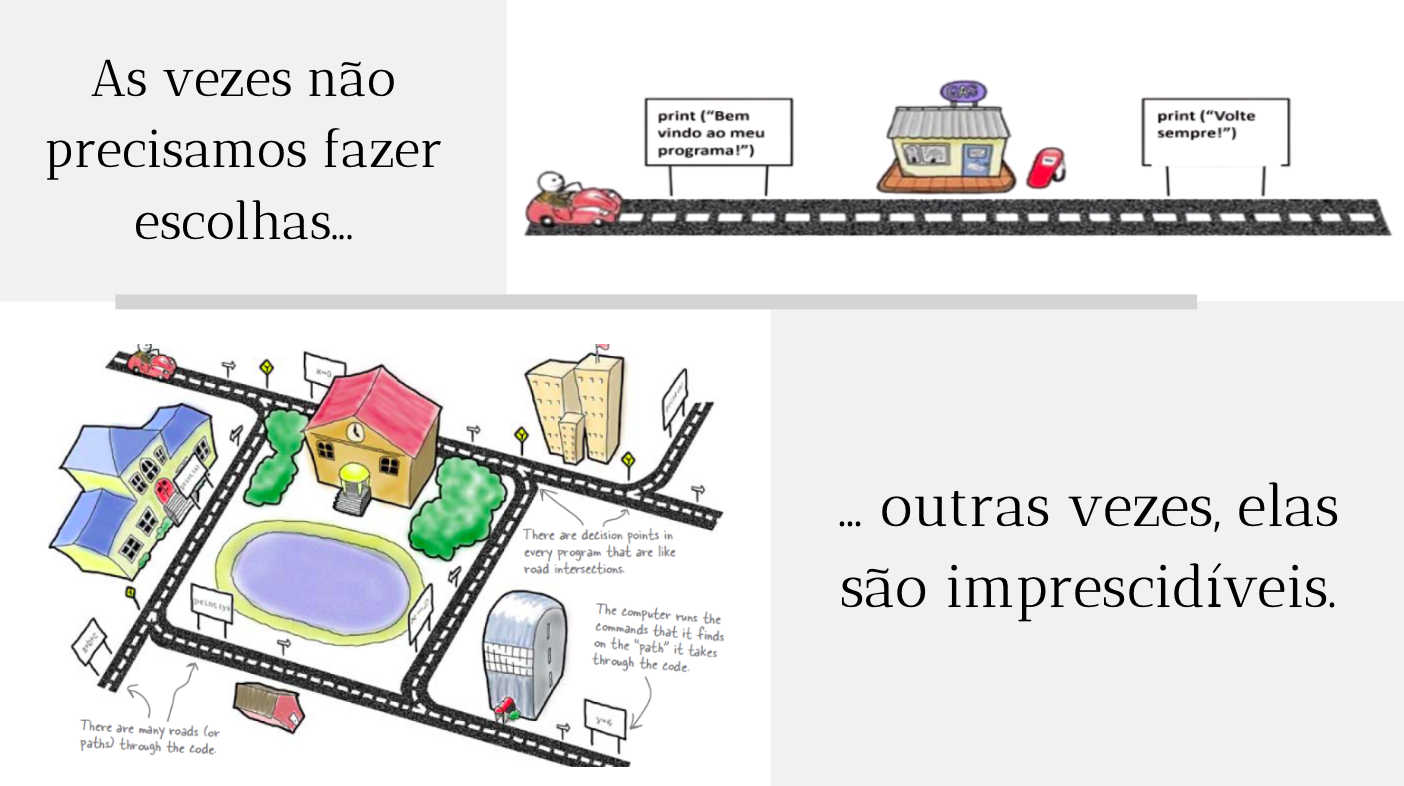 As vezes não
precisamos fazer
escolhas...
print (“Bem
vindo ao meu
programa!”)
GAS
print (“Volte
sempre!”)
x=0
print(y)
a=b+c
y=6
There are decision points in
every program that are like
road intersections.
The computer runs the
commands that it finds
on the “path” it takes
through the code.
There are many roads (or
paths) through the code.
... outras vezes, elas
são imprescidíveis.